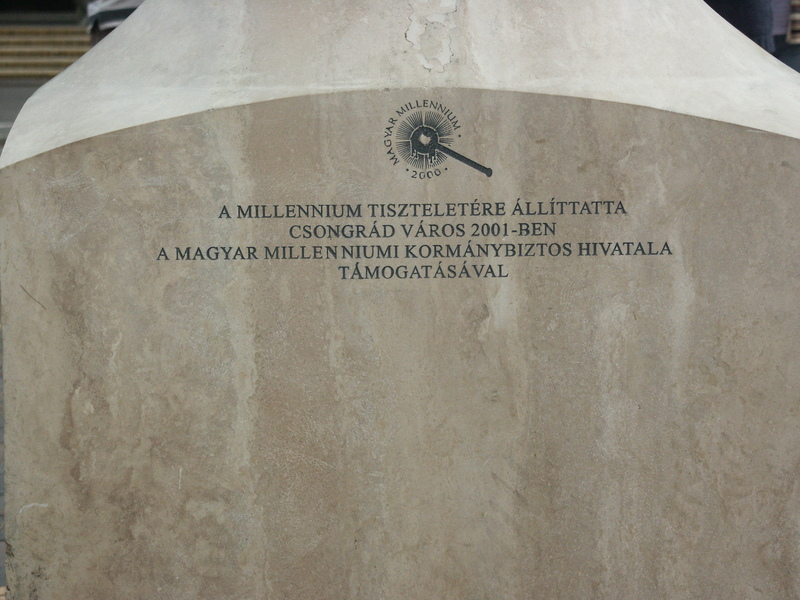 MAGYAR MILLENNIUM
2000
A MILLENNIUM TISZTELETÉRE ÁLLÍTTATTA
CSONGRÁD VÁROS 2001-BEN
A MAGYAR MILLENNIUMI KORMÁNYBIZTOS HIVATALA
TÁMOGATÁSÁVAL